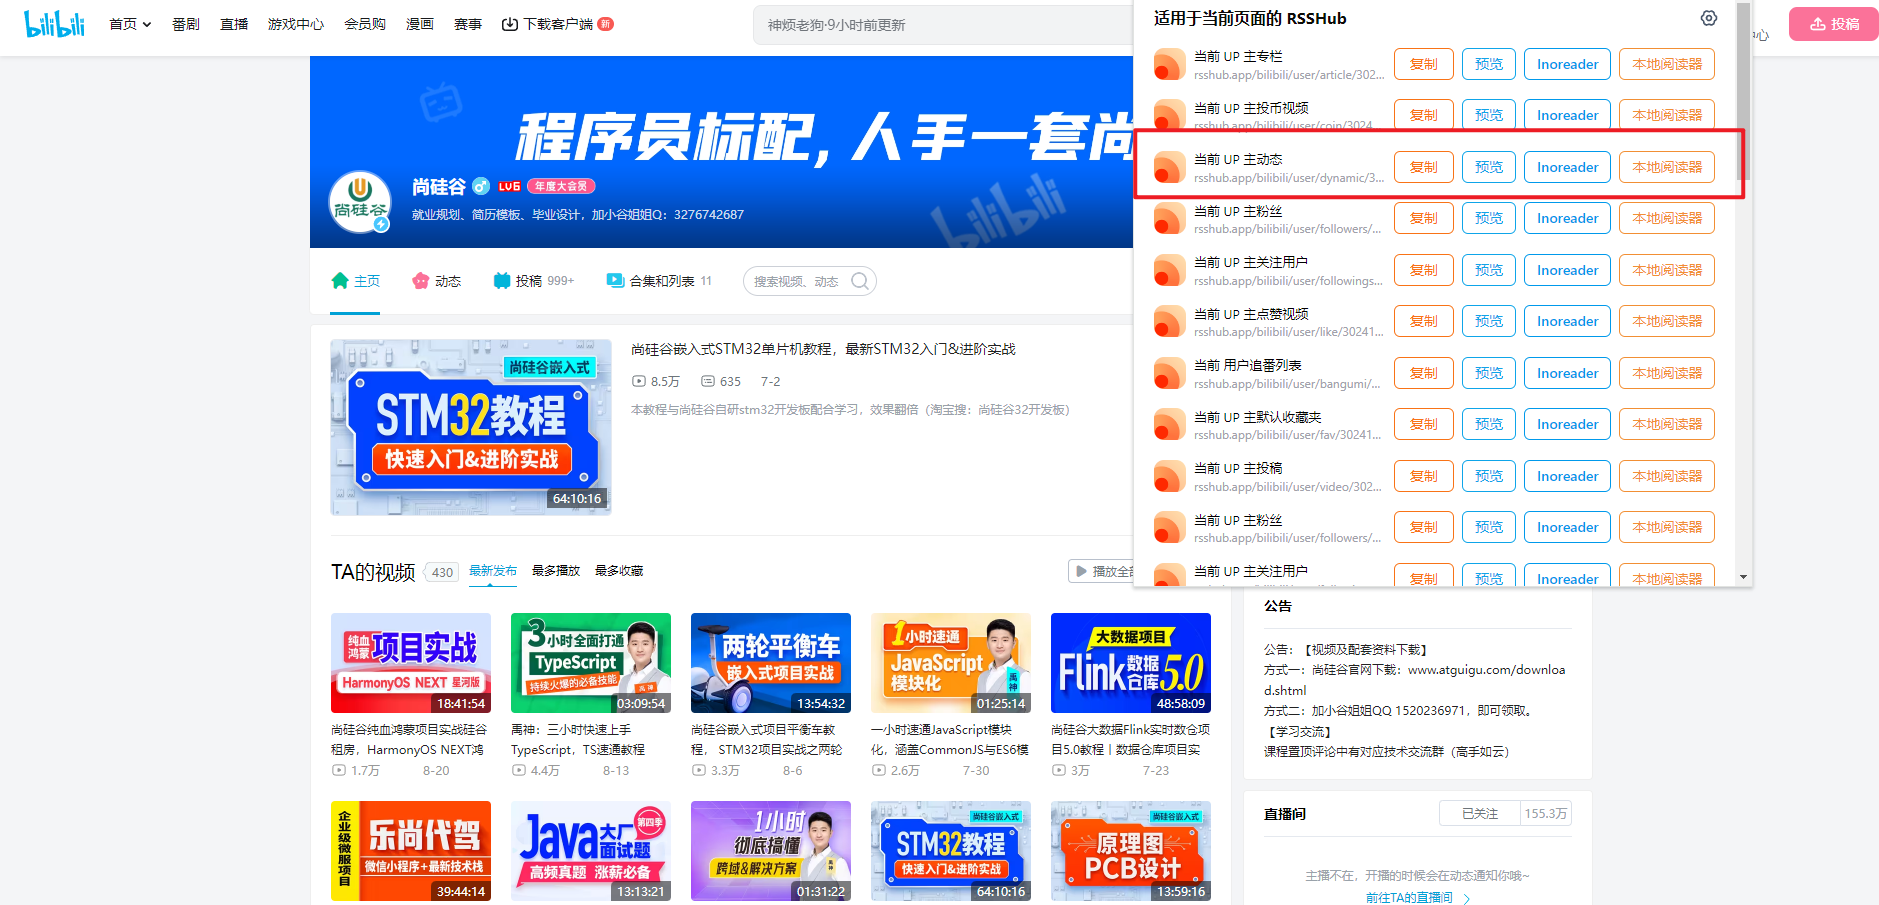 bilibili
首页
番剧
直播
游戏中心
会员购
漫画
赛事
下载客户端
新
神烦老狗·9小时前更新
心
投稿
程序员标配，人手一套尚
bilibili
尚硅谷
尚硅谷
LV6
年度大会员
就业规划、简历模板、毕业设计，加小谷姐姐Q：3276742687
主页
动态
投稿 999+
合集和列表 11
搜索视频、动态
适用于当前页面的 RSSHub
当前 UP 主专栏
rsshub.app/bilibili/user/article/302...
复制
预览
Inoreader
本地阅读器
当前 UP 主投币视频
rsshub.app/bilibili/user/coin/3024...
复制
预览
Inoreader
本地阅读器
当前 UP 主动态
rsshub.app/bilibili/user/dynamic/3...
复制
预览
Inoreader
本地阅读器
当前 UP 主粉丝
rsshub.app/bilibili/user/followers/...
复制
预览
Inoreader
本地阅读器
当前 UP 主关注用户
rsshub.app/bilibili/user/followings...
复制
预览
Inoreader
本地阅读器
当前 UP 主点赞视频
rsshub.app/bilibili/user/like/30241...
复制
预览
Inoreader
本地阅读器
当前 用户追番列表
rsshub.app/bilibili/user/bangumi/...
复制
预览
Inoreader
本地阅读器
当前 UP 主默认收藏夹
rsshub.app/bilibili/user/fav/30241...
复制
预览
Inoreader
本地阅读器
当前 UP 主投稿
rsshub.app/bilibili/user/video/302...
复制
预览
Inoreader
本地阅读器
当前 UP 主粉丝
rsshub.app/bilibili/user/followers/...
复制
预览
Inoreader
本地阅读器
当前 UP 主关注用户
复制
预览
Inoreader
本地阅读器
尚硅谷嵌入式
STM32教程
快速入门&进阶实战
64:10:16
尚硅谷嵌入式STM32单片机教程，最新STM32入门&进阶实战
8.5万
635
7-2
本教程与尚硅谷自研stm32开发板配合学习，效果翻倍（淘宝搜：尚硅谷32开发板）
TA的视频
430
最新发布
最多播放
最多收藏
播放全部
纯血鸿蒙
项目实战
HarmonyOS NEXT 星河版
18:41:54
尚硅谷纯血鸿蒙项目实战硅谷
租房，HarmonyOS NEXT鸿
1.7万
8-20
3小时全面打通
TypeScript
持续火爆的必备技能
禹神
03:09:54
禹神：三小时快速上手
TypeScript，TS速通教程
4.4万
8-13
两轮平衡车
嵌入式项目实战
13:54:32
尚硅谷嵌入式项目平衡车教
程， STM32项目实战之两轮
3.3万
8-6
1小时速通
JavaScript
模块化
禹神
01:25:14
一小时速通JavaScript模块
化，涵盖CommonJS与ES6模
2.6万
7-30
大数据项目
Flink数据仓库5.0
48:58:09
尚硅谷大数据Flink实时数仓项
目5.0教程丨数据仓库项目实
3万
7-23
企业级微服项目
乐尚代驾
微信小程序+最新技术栈
39:44:14
第四季
Java大厂面试题
高频真题 涨薪必备
13:13:21
1小时
彻底搞懂
跨域&解决方案
禹神
01:31:22
尚硅谷嵌入式
STM32教程
快速入门&进阶实战
64:10:16
尚硅谷嵌入式
原理图
PCB设计
13:59:16
公告
公告：【视频及配套资料下载】
方式一：尚硅谷官网下载：www.atguigu.com/downloa
d.shtml
方式二：加小谷姐姐QQ 1520236971，即可领取。
【学习交流】
课程置顶评论中有对应技术交流群（高手如云）
直播间
已关注
155.3万
主播不在，开播的时候会在动态通知你哦~
前往TA的直播间